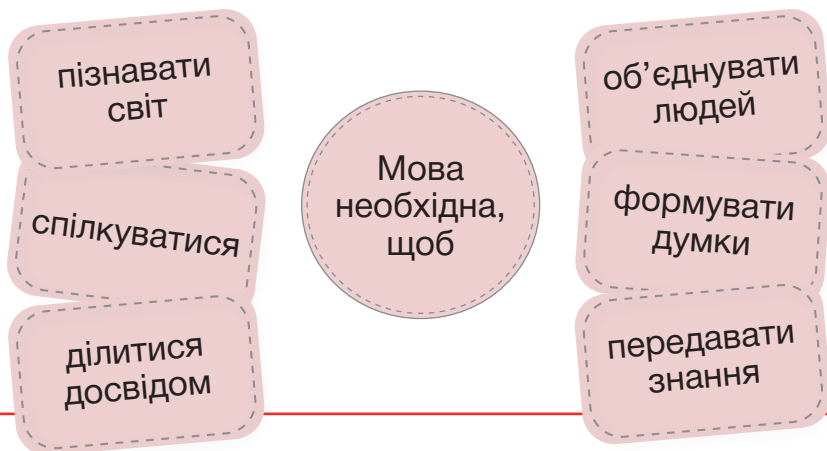 пізнавати
світ
спілкуватися
ділитися
досвідом
Мова
необхідна,
щоб
об’єднувати
людей
формувати
думки
передавати
знання